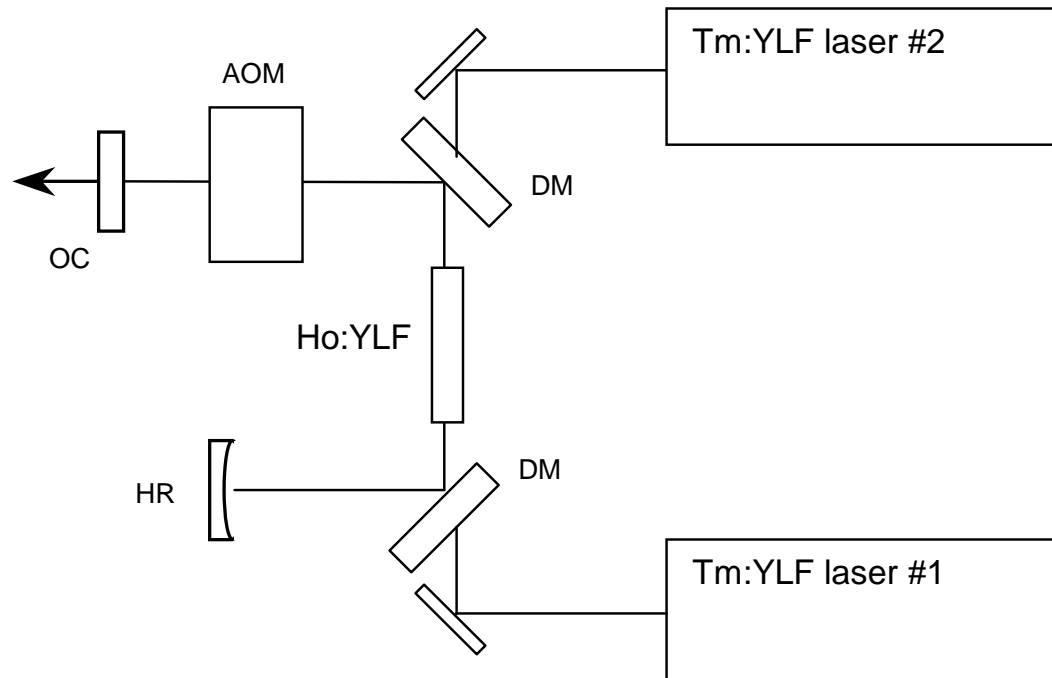 Tm:YLF laser #2
AOM
DM
OC
Ho:YLF
DM
HR
Tm:YLF laser #1